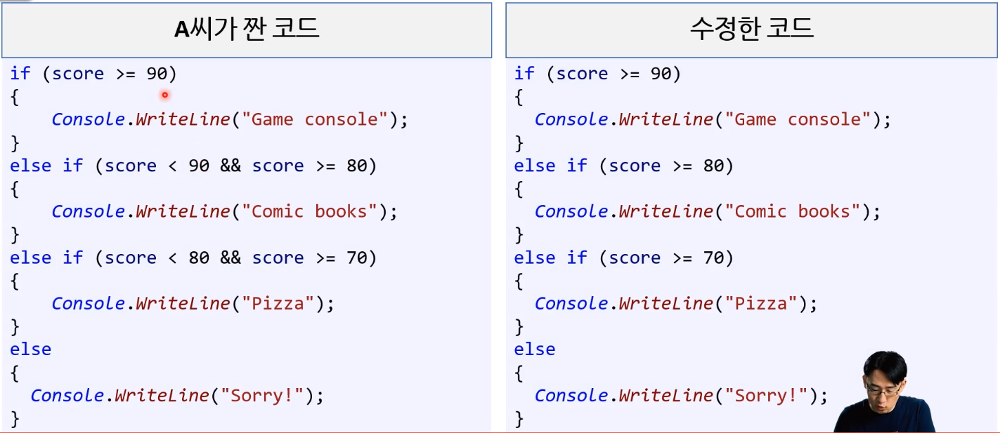 A씨가 짠 코드
if (score >= 90)
{
    Console.WriteLine("Game console");
}
else if (score < 90 && score >= 80)
{
    Console.WriteLine("Comic books");
}
else if (score < 80 && score >= 70)
{
    Console.WriteLine("Pizza");
}
else
{
  Console.WriteLine("Sorry!");
}
수정한 코드
if (score >= 90)
{
  Console.WriteLine("Game console");
}
else if (score >= 80)
{
  Console.WriteLine("Comic books");
}
else if (score >= 70)
{
  Console.WriteLine("Pizza");
}
else
{
  Console.WriteLine("Sorry!");
}